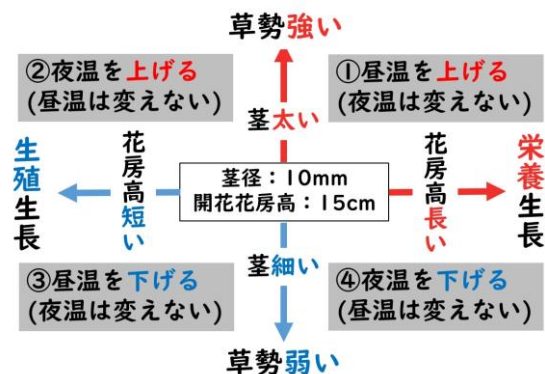 草勢強い
②夜温を上げる
(昼温は変えない)
①昼温を上げる
(夜温は変えない)
茎太い
生殖生長
花房高短い
茎径：10mm
開花花房高：15cm
花房高長い
栄養生長
茎細い
③昼温を下げる
(夜温は変えない)
④夜温を下げる
(昼温は変えない)
草勢弱い